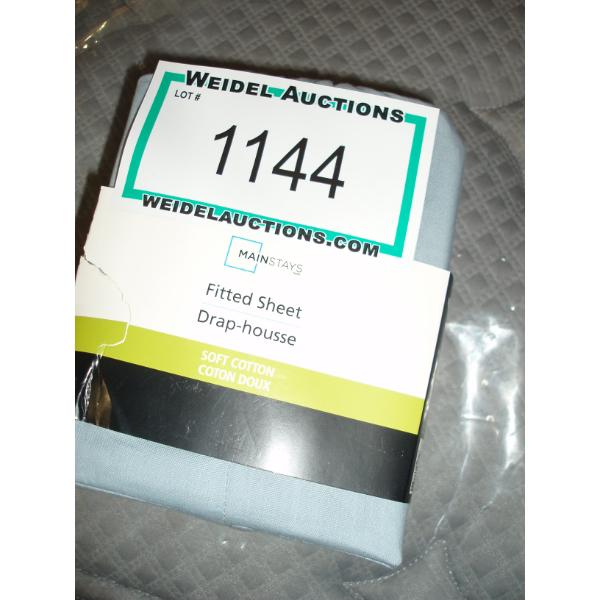 WEIDEL AUCTIONS
LOT #
1144
WEIDELAUCTIONS.COM
MAINSTAYS
Fitted Sheet
Drap-housse
SOFT COTTON
COTON DOUX